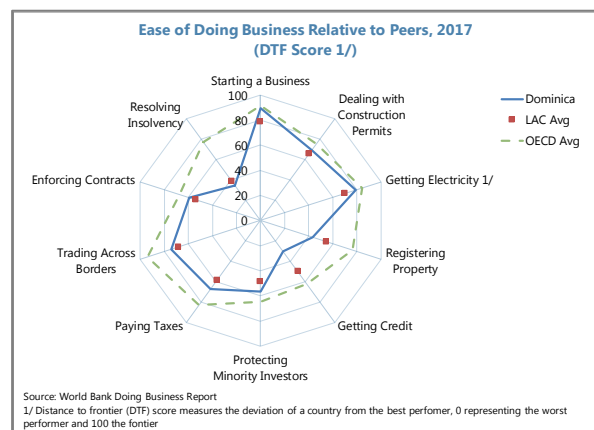 Ease of Doing Business Relative to Peers, 2017
(DTF Score 1/)
Starting a Business
Dealing with
Construction
Permits
Getting Electricity 1/
Registering
Property
Getting Credit
Protecting
Minority Investors
Paying Taxes
Trading Across
Borders
Enforcing Contracts
Resolving
Insolvency
100
80
60
40
20
0
Dominica
LAC Avg
OECD Avg
Source: World Bank Doing Business Report
1/ Distance to frontier (DTF) score measures the deviation of a country from the best perfomer, 0 representing the worst
performer and 100 the fontier